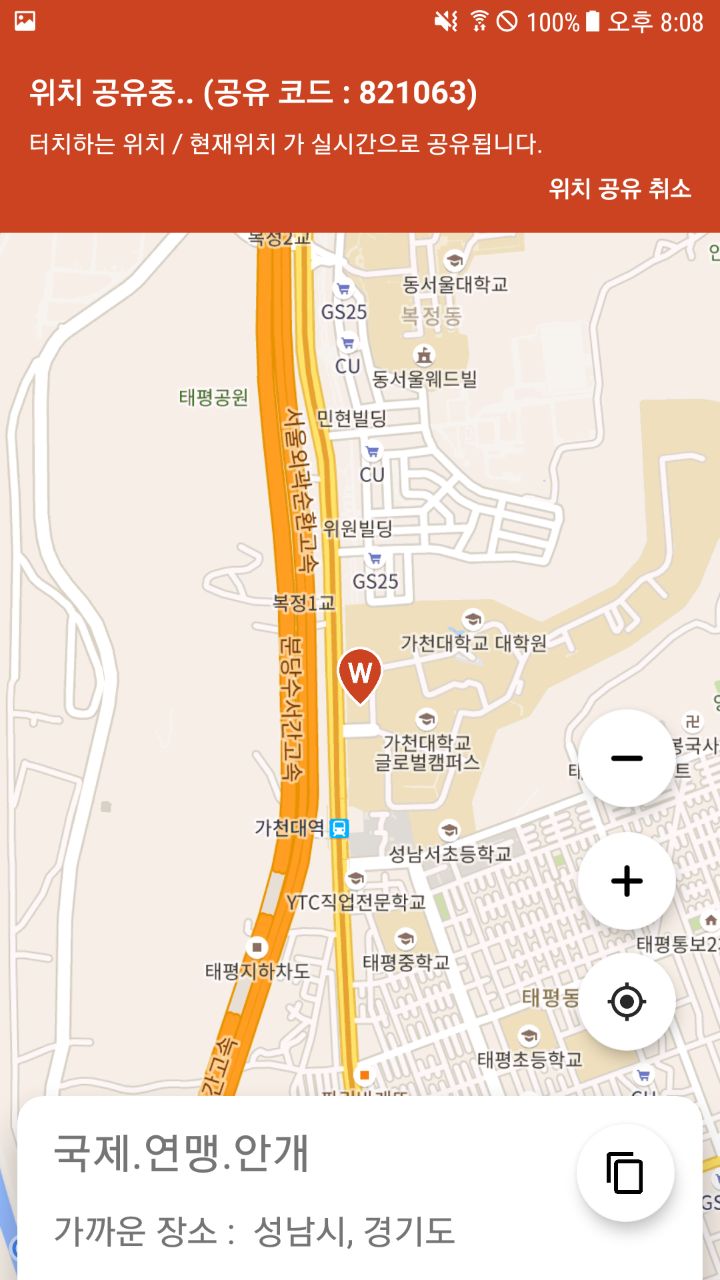 100% 오후 8:08
위치 공유중.. (공유 코드 : 821063)
터치하는 위치 / 현재위치 가 실시간으로 공유됩니다.
위치 공유 취소
복정2교
동서울대학교
GS25
복정동
CU
동서울웨드빌
태평공원
민현빌딩
서울외곽순환고속
CU
위원빌딩
GS25
복정1교
가천대학교 대학원
분당수서간고속
W
가천대학교
글로벌캠퍼스
봉국사
가천대역
성남서초등학교
YTC직업전문학교
태평통보2
태평중학교
태평지하차도
태평동
태평초등학교
국제.연맹.안개
가까운 장소 : 성남시, 경기도